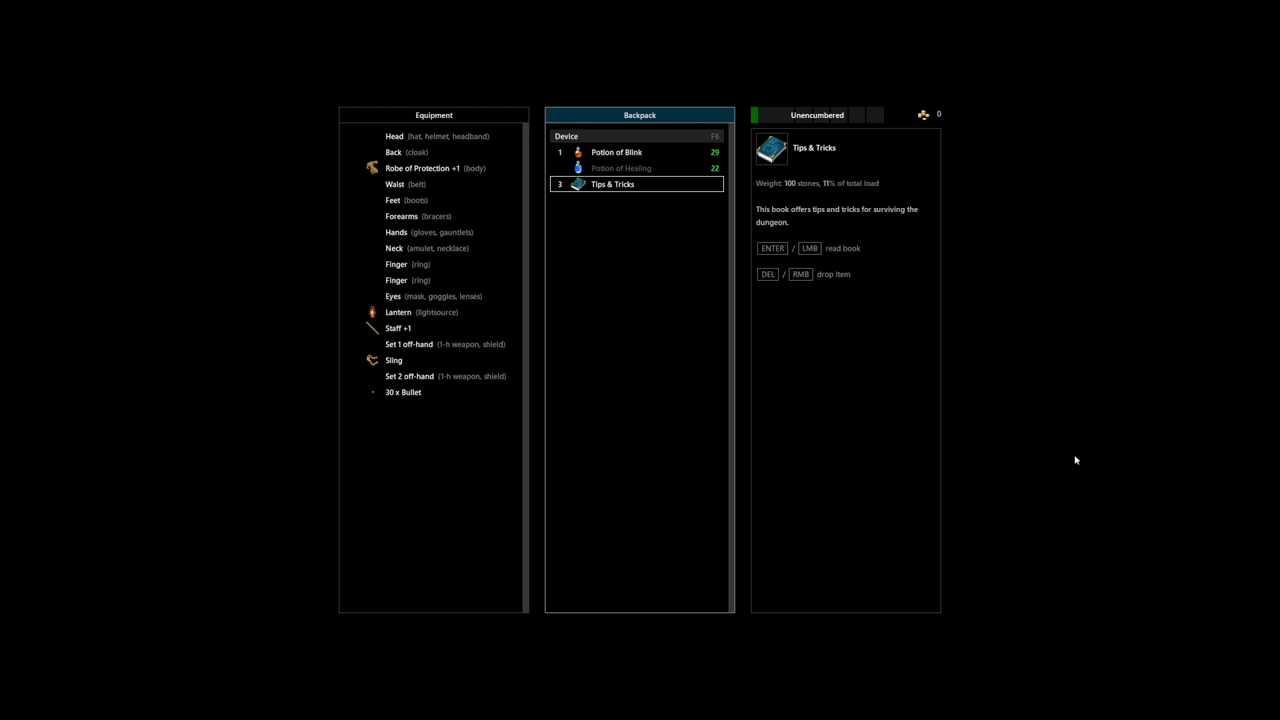 Equipment
Head (hat, helmet, headband)
Back (cloak)
Robe of Protection +1 (body)
Waist (belt)
Feet (boots)
Forearms (bracers)
Hands (gloves, gauntlets)
Neck (amulet, necklace)
Finger (ring)
Finger (ring)
Eyes (mask, goggles, lenses)
Lantern (lightsource)
Staff +1
Set 1 off-hand (1-h weapon, shield)
Sling
Set 2 off-hand (1-h weapon, shield)
30 x Bullet
Backpack
Device F6
1 Potion of Blink 29
Potion of Healing 22
3 Tips & Tricks
Unencumbered 0
Tips & Tricks
Weight: 100 stones, 11% of total load
This book offers tips and tricks for surviving the
dungeon.
ENTER / LMB read book
DEL / RMB drop item